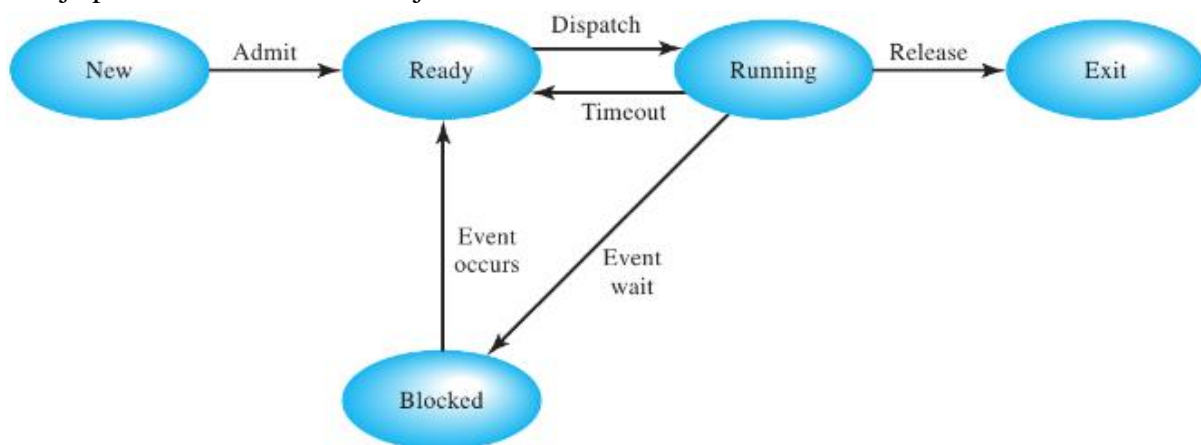 Dispatch
New
Admit
Ready
Running
Release
Exit
Timeout
Event
occurs
Event
wait
Blocked